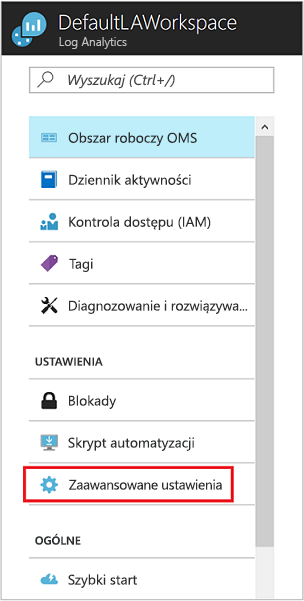 DefaultLAWorkspace
Log Analytics
Wyszukaj (Ctrl+/)
Obszar roboczy OMS
Dziennik aktywności
Kontrola dostępu (IAM)
Tagi
Diagnozowanie i rozwiązywa...
USTAWIENIA
Blokady
Skrypt automatyzacji
Zaawansowane ustawienia
OGÓLNE
Szybki start